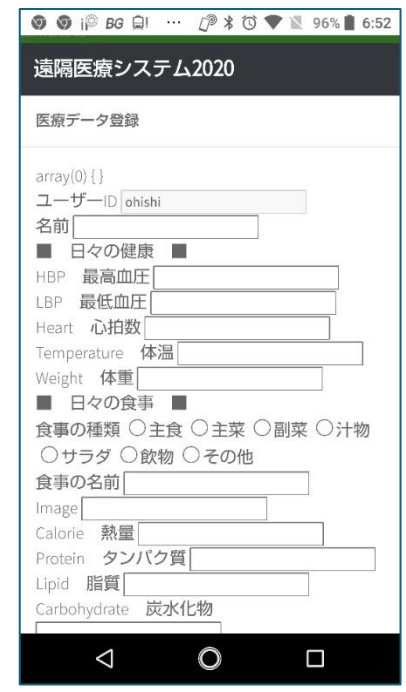 BG ! ... 96% 6:52
遠隔医療システム2020
医療データ登録
array(0) { }
ユーザーID ohishi
名前
■ 日々の健康 ■
HBP 最高血圧
LBP 最低血圧
Heart 心拍数
Temperature 体温
Weight 体重
■ 日々の食事 ■
食事の種類 ○主食 ○主菜 ○副菜 ○汁物
○サラダ ○飲物 ○その他
食事の名前
Image
Calorie 熱量
Protein タンパク質
Lipid 脂質
Carbohydrate 炭水化物